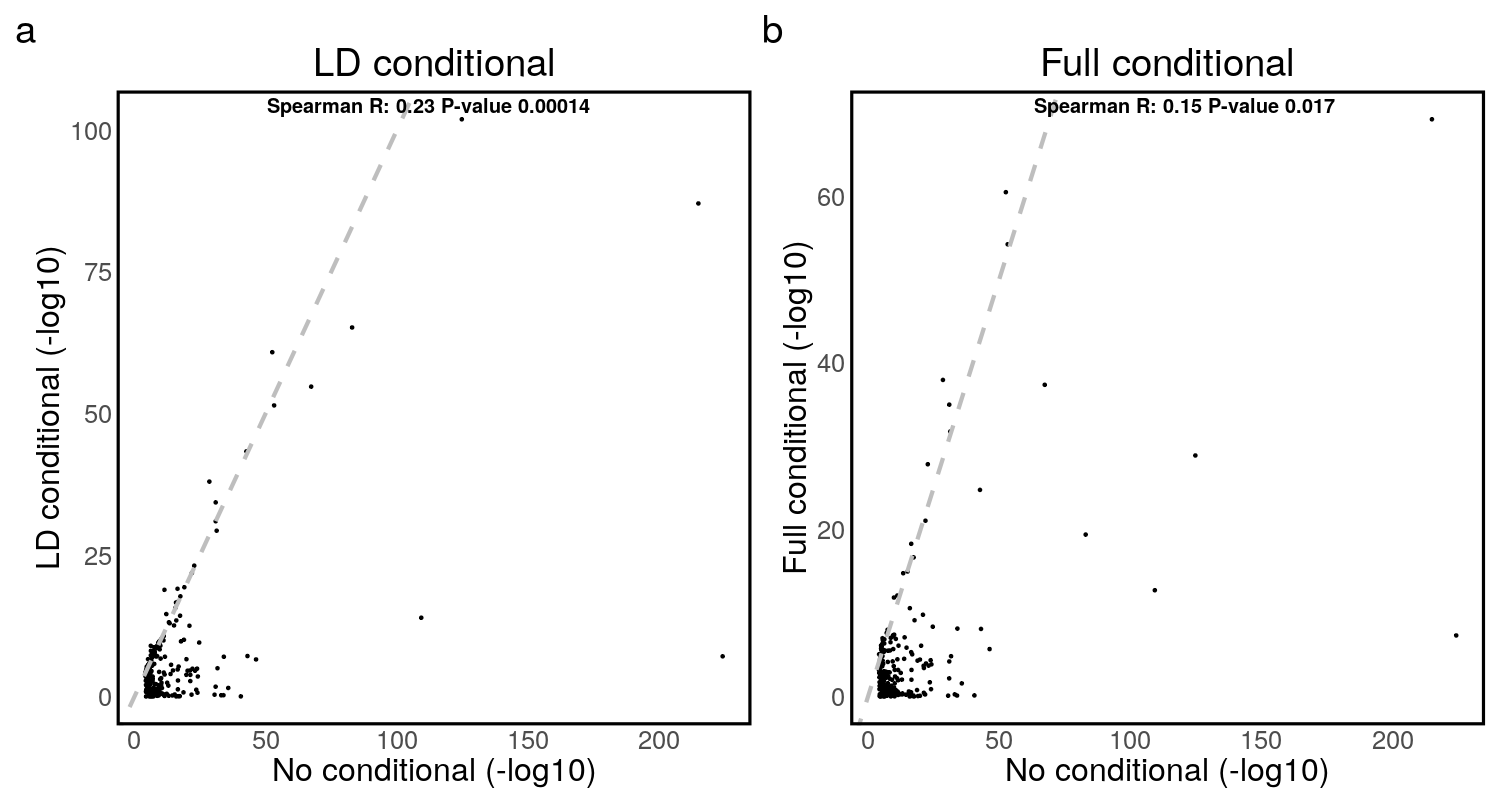 a
LD conditional
Spearman R: 0.23 P-value 0.00014
LD conditional (-log10)
100
75
50
25
0
0 50 100 150 200
No conditional (-log10)
b
Full conditional
Spearman R: 0.15 P-value 0.017
Full conditional (-log10)
60
40
20
0
0 50 100 150 200
No conditional (-log10)